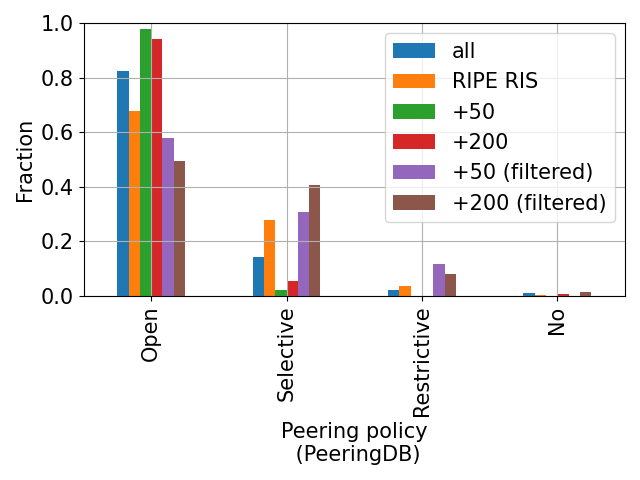 1.0
0.8
0.6
0.4
0.2
0.0
Fraction
all
RIPE RIS
+50
+200
+50 (filtered)
+200 (filtered)
Open
Selective
Restrictive
No
Peering policy
(PeeringDB)